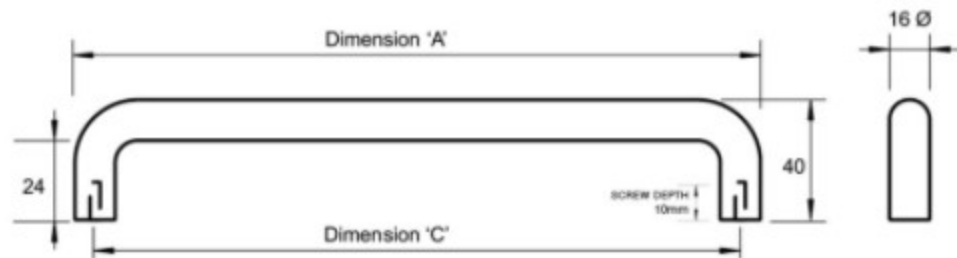 16 Ø
Dimension ‘A’
24
40
SCREW DEPTH
10mm
Dimension ‘C’